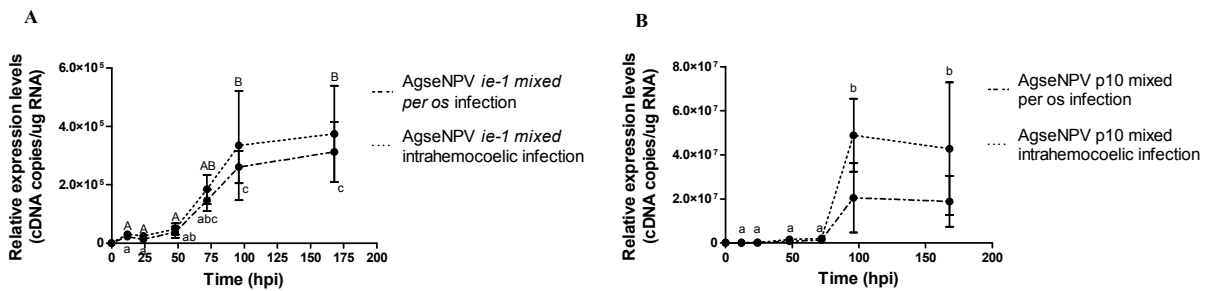 A
Relative expression levels
(cDNA copies/ug RNA)
6.0×10⁵
4.0×10⁵
2.0×10⁵
0
B
B
AB
A
A
A
a
a
ab
abc
c
c
0
25
50
75
100
125
150
175
200
Time (hpi)
AgseNPV ie-1 mixed
per os infection
AgseNPV ie-1 mixed
intrahemocoelic infection
B
Relative expression levels
(cDNA copies/ug RNA)
8.0×10⁷
6.0×10⁷
4.0×10⁷
2.0×10⁷
0
b
b
a
a
a
a
0
50
100
150
200
Time (hpi)
AgseNPV p10 mixed
per os infection
AgseNPV p10 mixed
intrahemocoelic infection